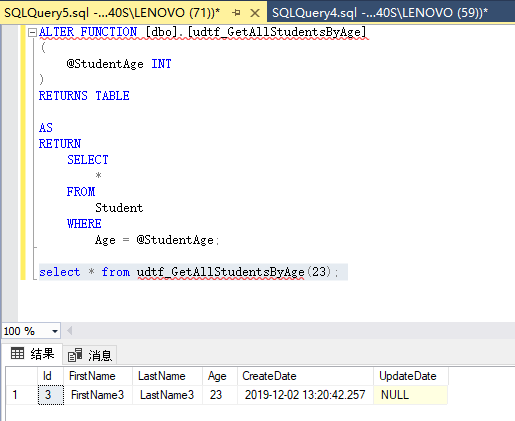 SQLQuery5.sql -...40S\LENOVO (71))* SQLQuery4.sql -...40S\LENOVO (59))*
ALTER FUNCTION [dbo].[udtf_GetAllStudentsByAge]
(
@StudentAge INT
)
RETURNS TABLE
AS
RETURN
SELECT
*
FROM
Student
WHERE
Age = @StudentAge;
select * from udtf_GetAllStudentsByAge(23);
100 %
结果 消息
Id FirstName LastName Age CreateDate UpdateDate
1 3 FirstName3 LastName3 23 2019-12-02 13:20:42.257 NULL